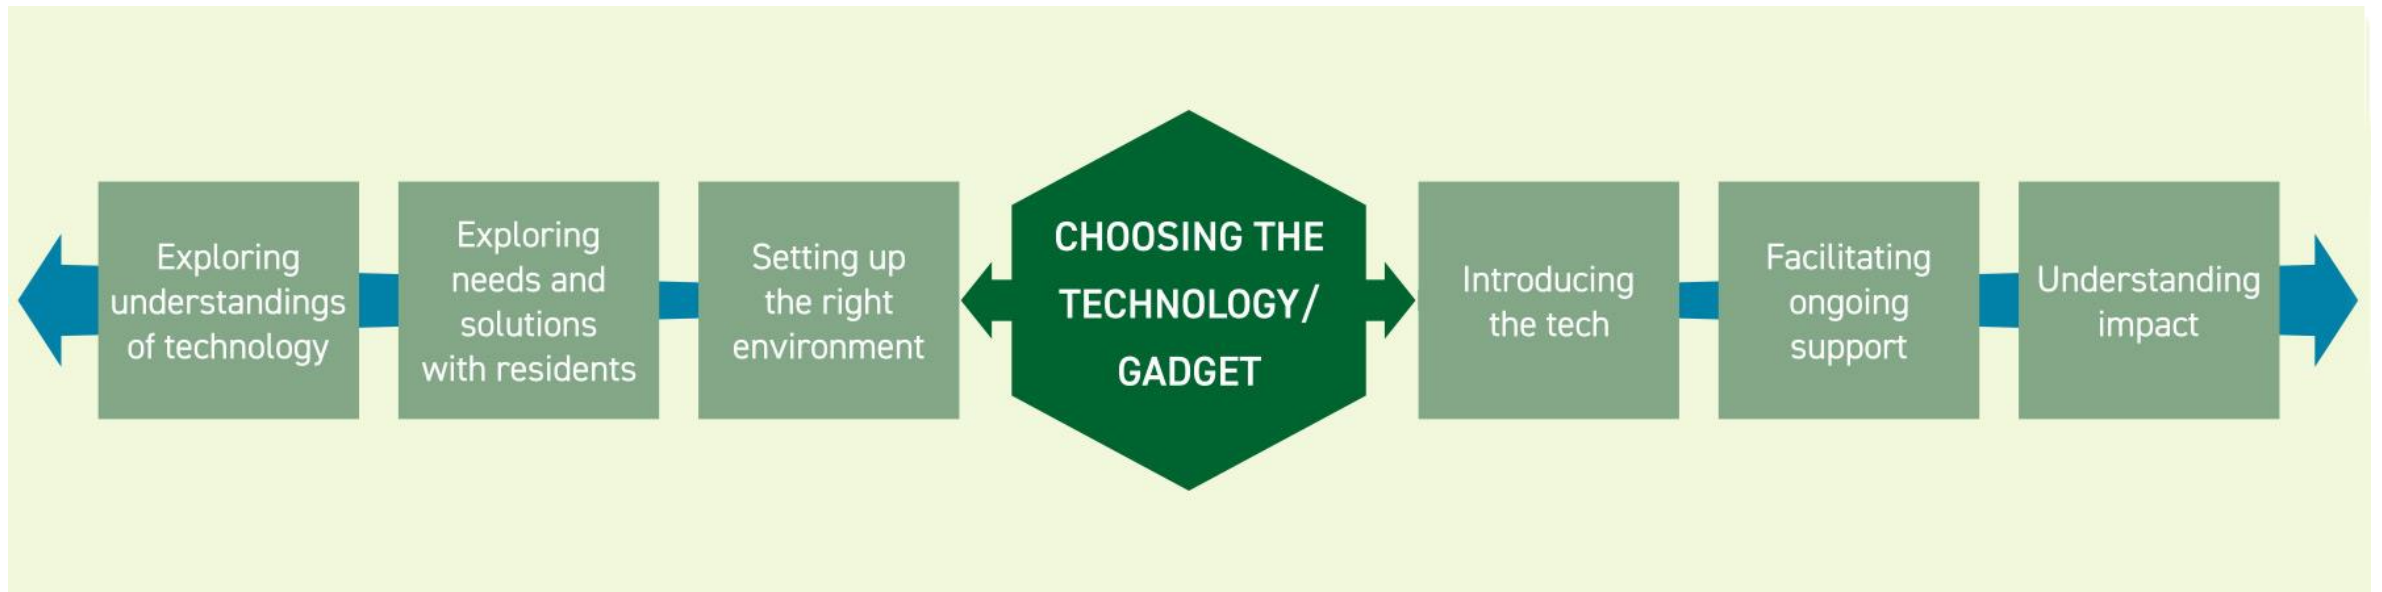 Exploring
understandings
of technology
Exploring
needs and
solutions
with residents
Setting up
the right
environment
CHOOSING THE
TECHNOLOGY/
GADGET
Introducing
the tech
Facilitating
ongoing
support
Understanding
impact